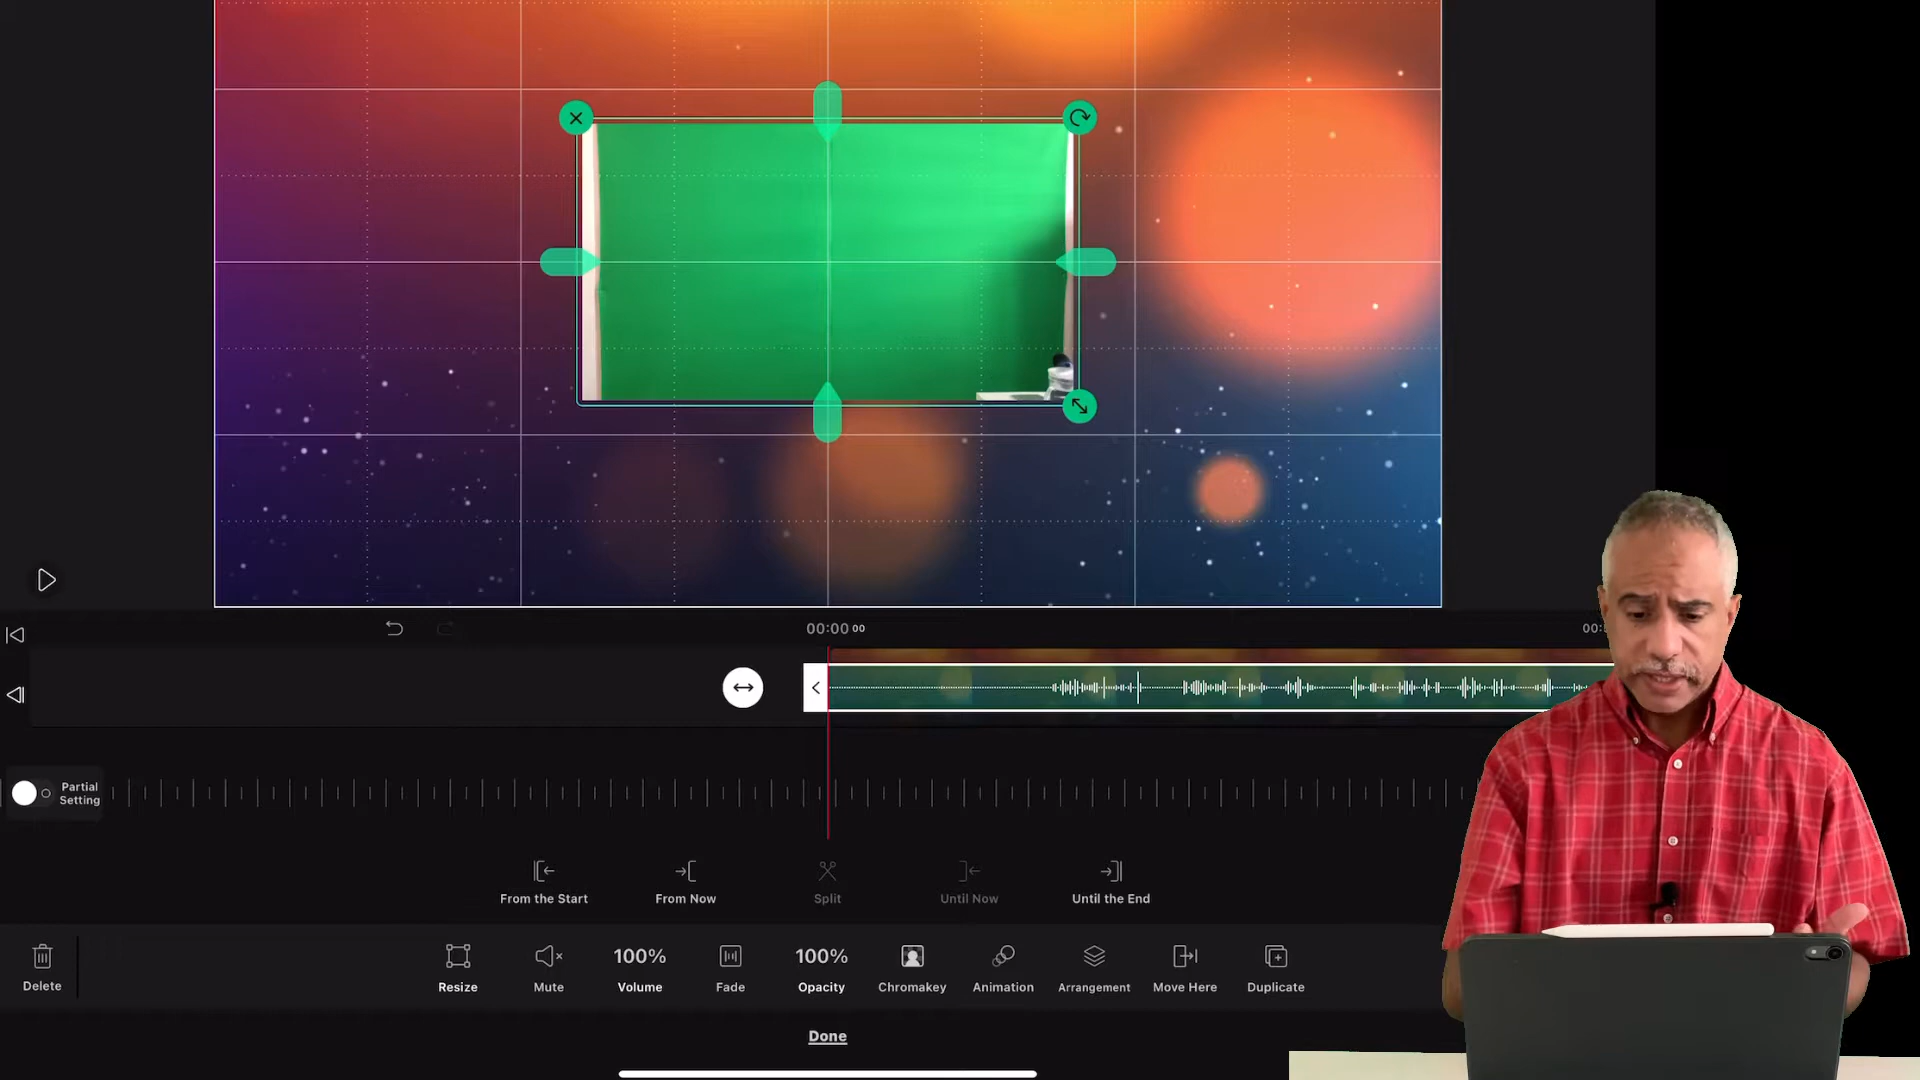 00:00 00
00:
Partial
Setting
From the Start
From Now
Split
Until Now
Until the End
Delete
Resize
Mute
100%
Volume
Fade
100%
Opacity
Chromakey
Animation
Arrangement
Move Here
Duplicate
Done